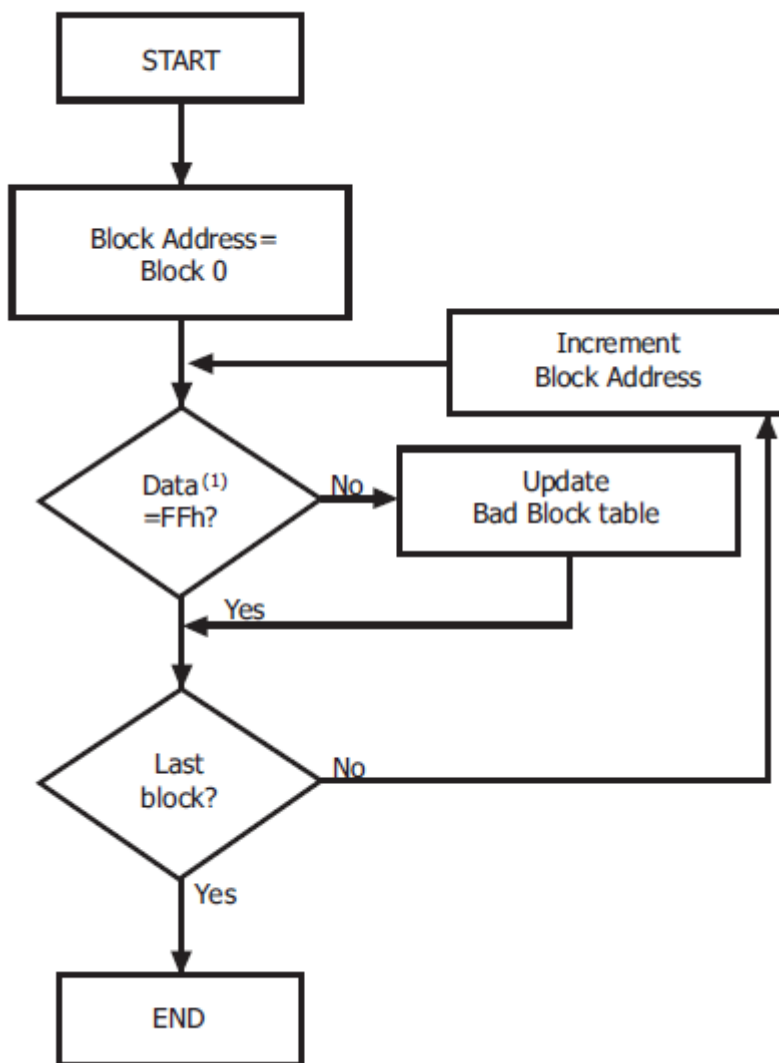 START
Block Address=
Block 0
Increment
Block Address
Data(1)
=FFh?
No
Update
Bad Block table
Yes
Last
block?
No
Yes
END